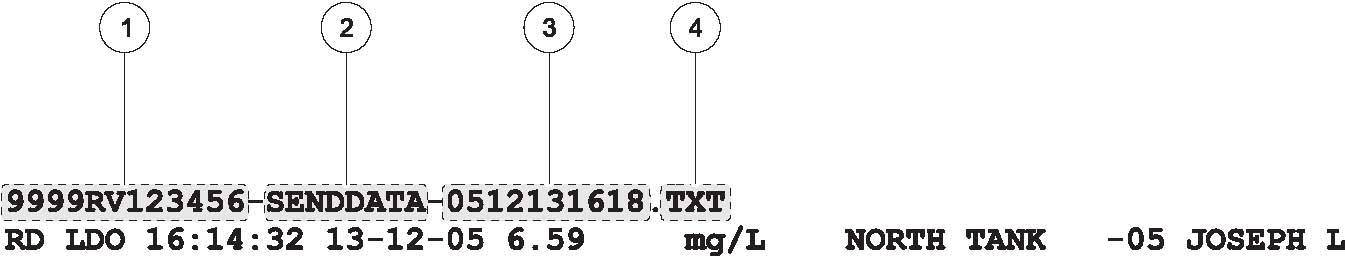 1 2 3 4
9999RV123456-SENDDATA-0512131618.TXT
RD LDO 16:14:32 13-12-05 6.59 mg/L NORTH TANK -05 JOSEPH L